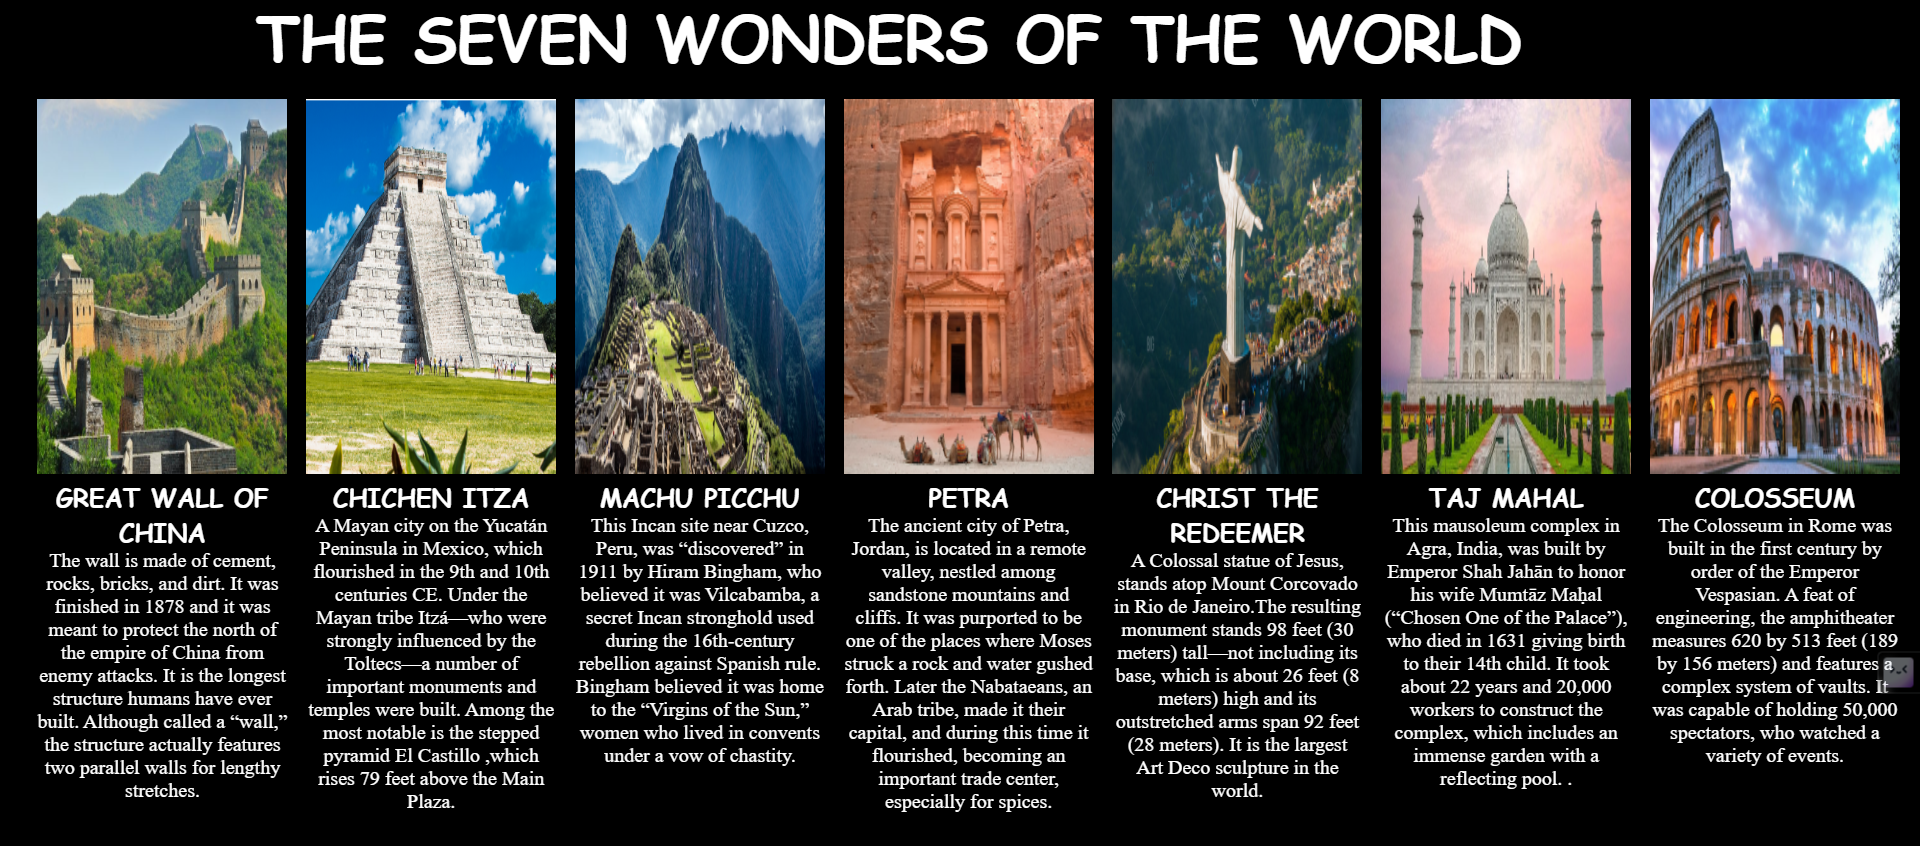 THE SEVEN WONDERS OF THE WORLD
GREAT WALL OF
CHINA
The wall is made of cement,
rocks, bricks, and dirt. It was
finished in 1878 and it was
meant to protect the north of
the empire of China from
enemy attacks. It is the longest
structure humans have ever
built. Although called a “wall,”
the structure actually features
two parallel walls for lengthy
stretches.
CHICHEN ITZA
A Mayan city on the Yucatán
Peninsula in Mexico, which
flourished in the 9th and 10th
centuries CE. Under the
Mayan tribe Itzá—who were
strongly influenced by the
Toltecs—a number of
important monuments and
temples were built. Among the
most notable is the stepped
pyramid El Castillo ,which
rises 79 feet above the Main
Plaza.
MACHU PICCHU
This Incan site near Cuzco,
Peru, was “discovered” in
1911 by Hiram Bingham, who
believed it was Vilcabamba, a
secret Incan stronghold used
during the 16th-century
rebellion against Spanish rule.
Bingham believed it was home
to the “Virgins of the Sun,”
women who lived in convents
under a vow of chastity.
PETRA
The ancient city of Petra,
Jordan, is located in a remote
valley, nestled among
sandstone mountains and
cliffs. It was purported to be
one of the places where Moses
struck a rock and water gushed
forth. Later the Nabataeans, an
Arab tribe, made it their
capital, and during this time it
flourished, becoming an
important trade center,
especially for spices.
CHRIST THE
REDEEMER
A Colossal statue of Jesus,
stands atop Mount Corcovado
in Rio de Janeiro.The resulting
monument stands 98 feet (30
meters) tall—not including its
base, which is about 26 feet (8
meters) high and its
outstretched arms span 92 feet
(28 meters). It is the largest
Art Deco sculpture in the
world.
TAJ MAHAL
This mausoleum complex in
Agra, India, was built by
Emperor Shah Jahān to honor
his wife Mumtāz Maḥal
(“Chosen One of the Palace”),
who died in 1631 giving birth
to their 14th child. It took
about 22 years and 20,000
workers to construct the
complex, which includes an
immense garden with a
reflecting pool. .
COLOSSEUM
The Colosseum in Rome was
built in the first century by
order of the Emperor
Vespasian. A feat of
engineering, the amphitheater
measures 620 by 513 feet (189
by 156 meters) and features a
complex system of vaults. It
was capable of holding 50,000
spectators, who watched a
variety of events.